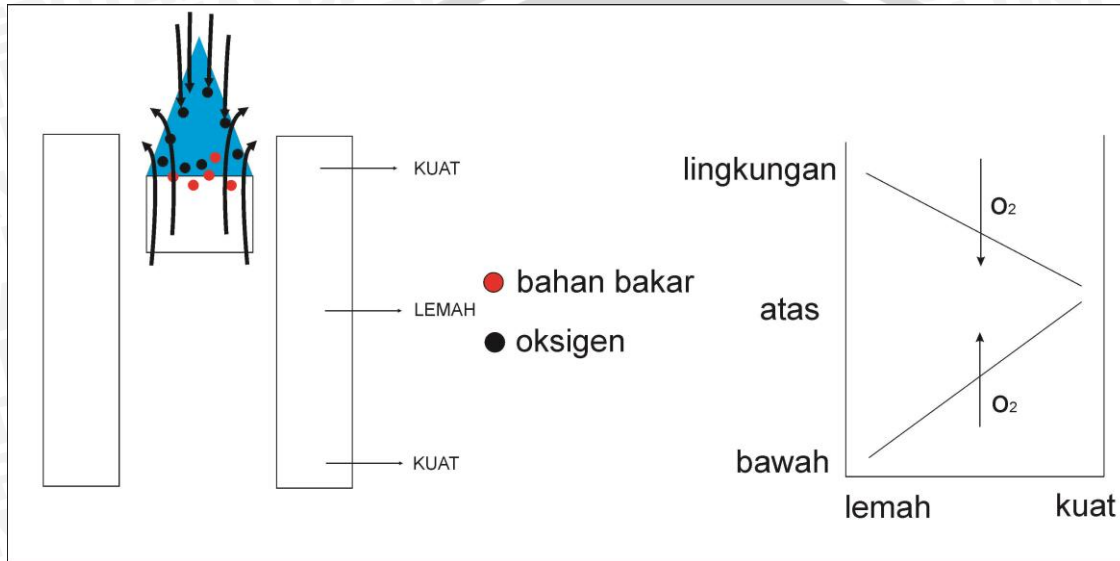 KUAT
LEMAH
KUAT
bahan bakar
oksigen
lingkungan
atas
bawah
O₂
O₂
lemah kuat